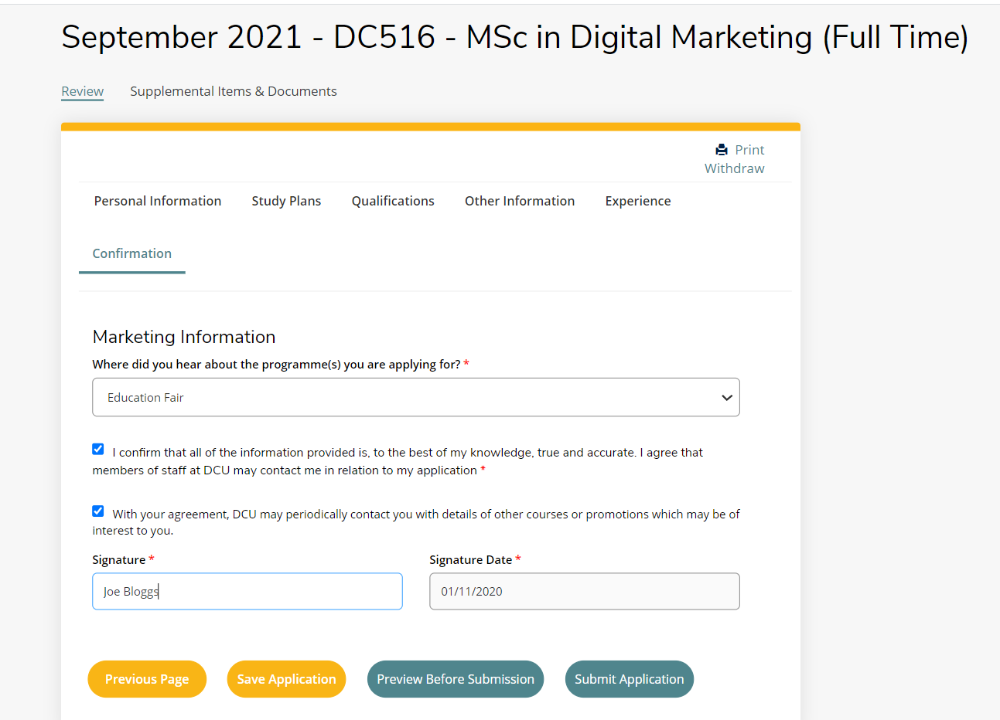 September 2021 - DC516 - MSc in Digital Marketing (Full Time)
Review Supplemental Items & Documents
Print
Withdraw
Personal Information Study Plans Qualifications Other Information Experience
Confirmation
Marketing Information
Where did you hear about the programme(s) you are applying for? *
Education Fair
I confirm that all of the information provided is, to the best of my knowledge, true and accurate. I agree that
members of staff at DCU may contact me in relation to my application *
With your agreement, DCU may periodically contact you with details of other courses or promotions which may be of
interest to you.
Signature * Signature Date *
Joe Bloggs 01/11/2020
Previous Page Save Application Preview Before Submission Submit Application